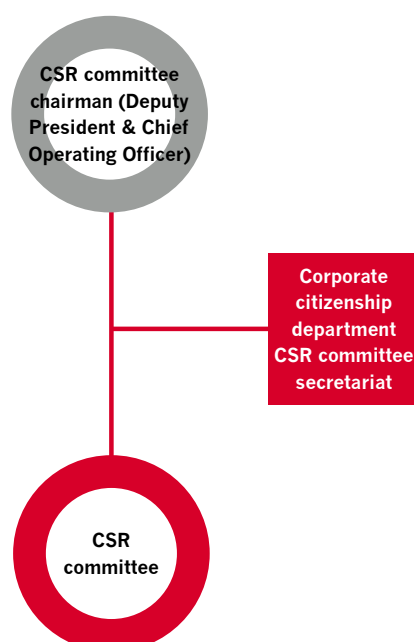 CSR committee
chairman (Deputy
President & Chief
Operating Officer)
Corporate
citizenship
department
CSR committee
secretariat
CSR
committee